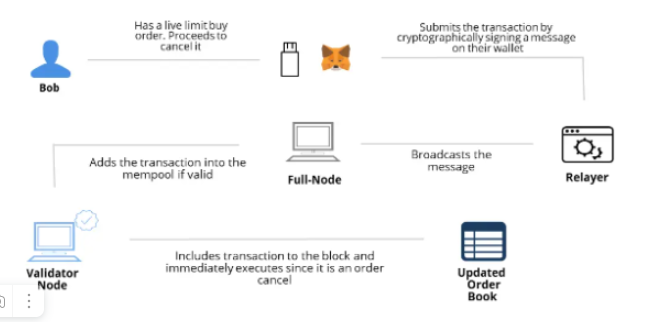 Has a live limit buy
order. Proceeds to
cancel it
Submits the transaction by
cryptographically signing a message
on their wallet
Bob
Adds the transaction into the
mempool if valid
Full-Node
Broadcasts the
message
Relayer
Validator
Node
Includes transaction to the block and
immediately executes since it is an order
cancel
Updated
Order
Book